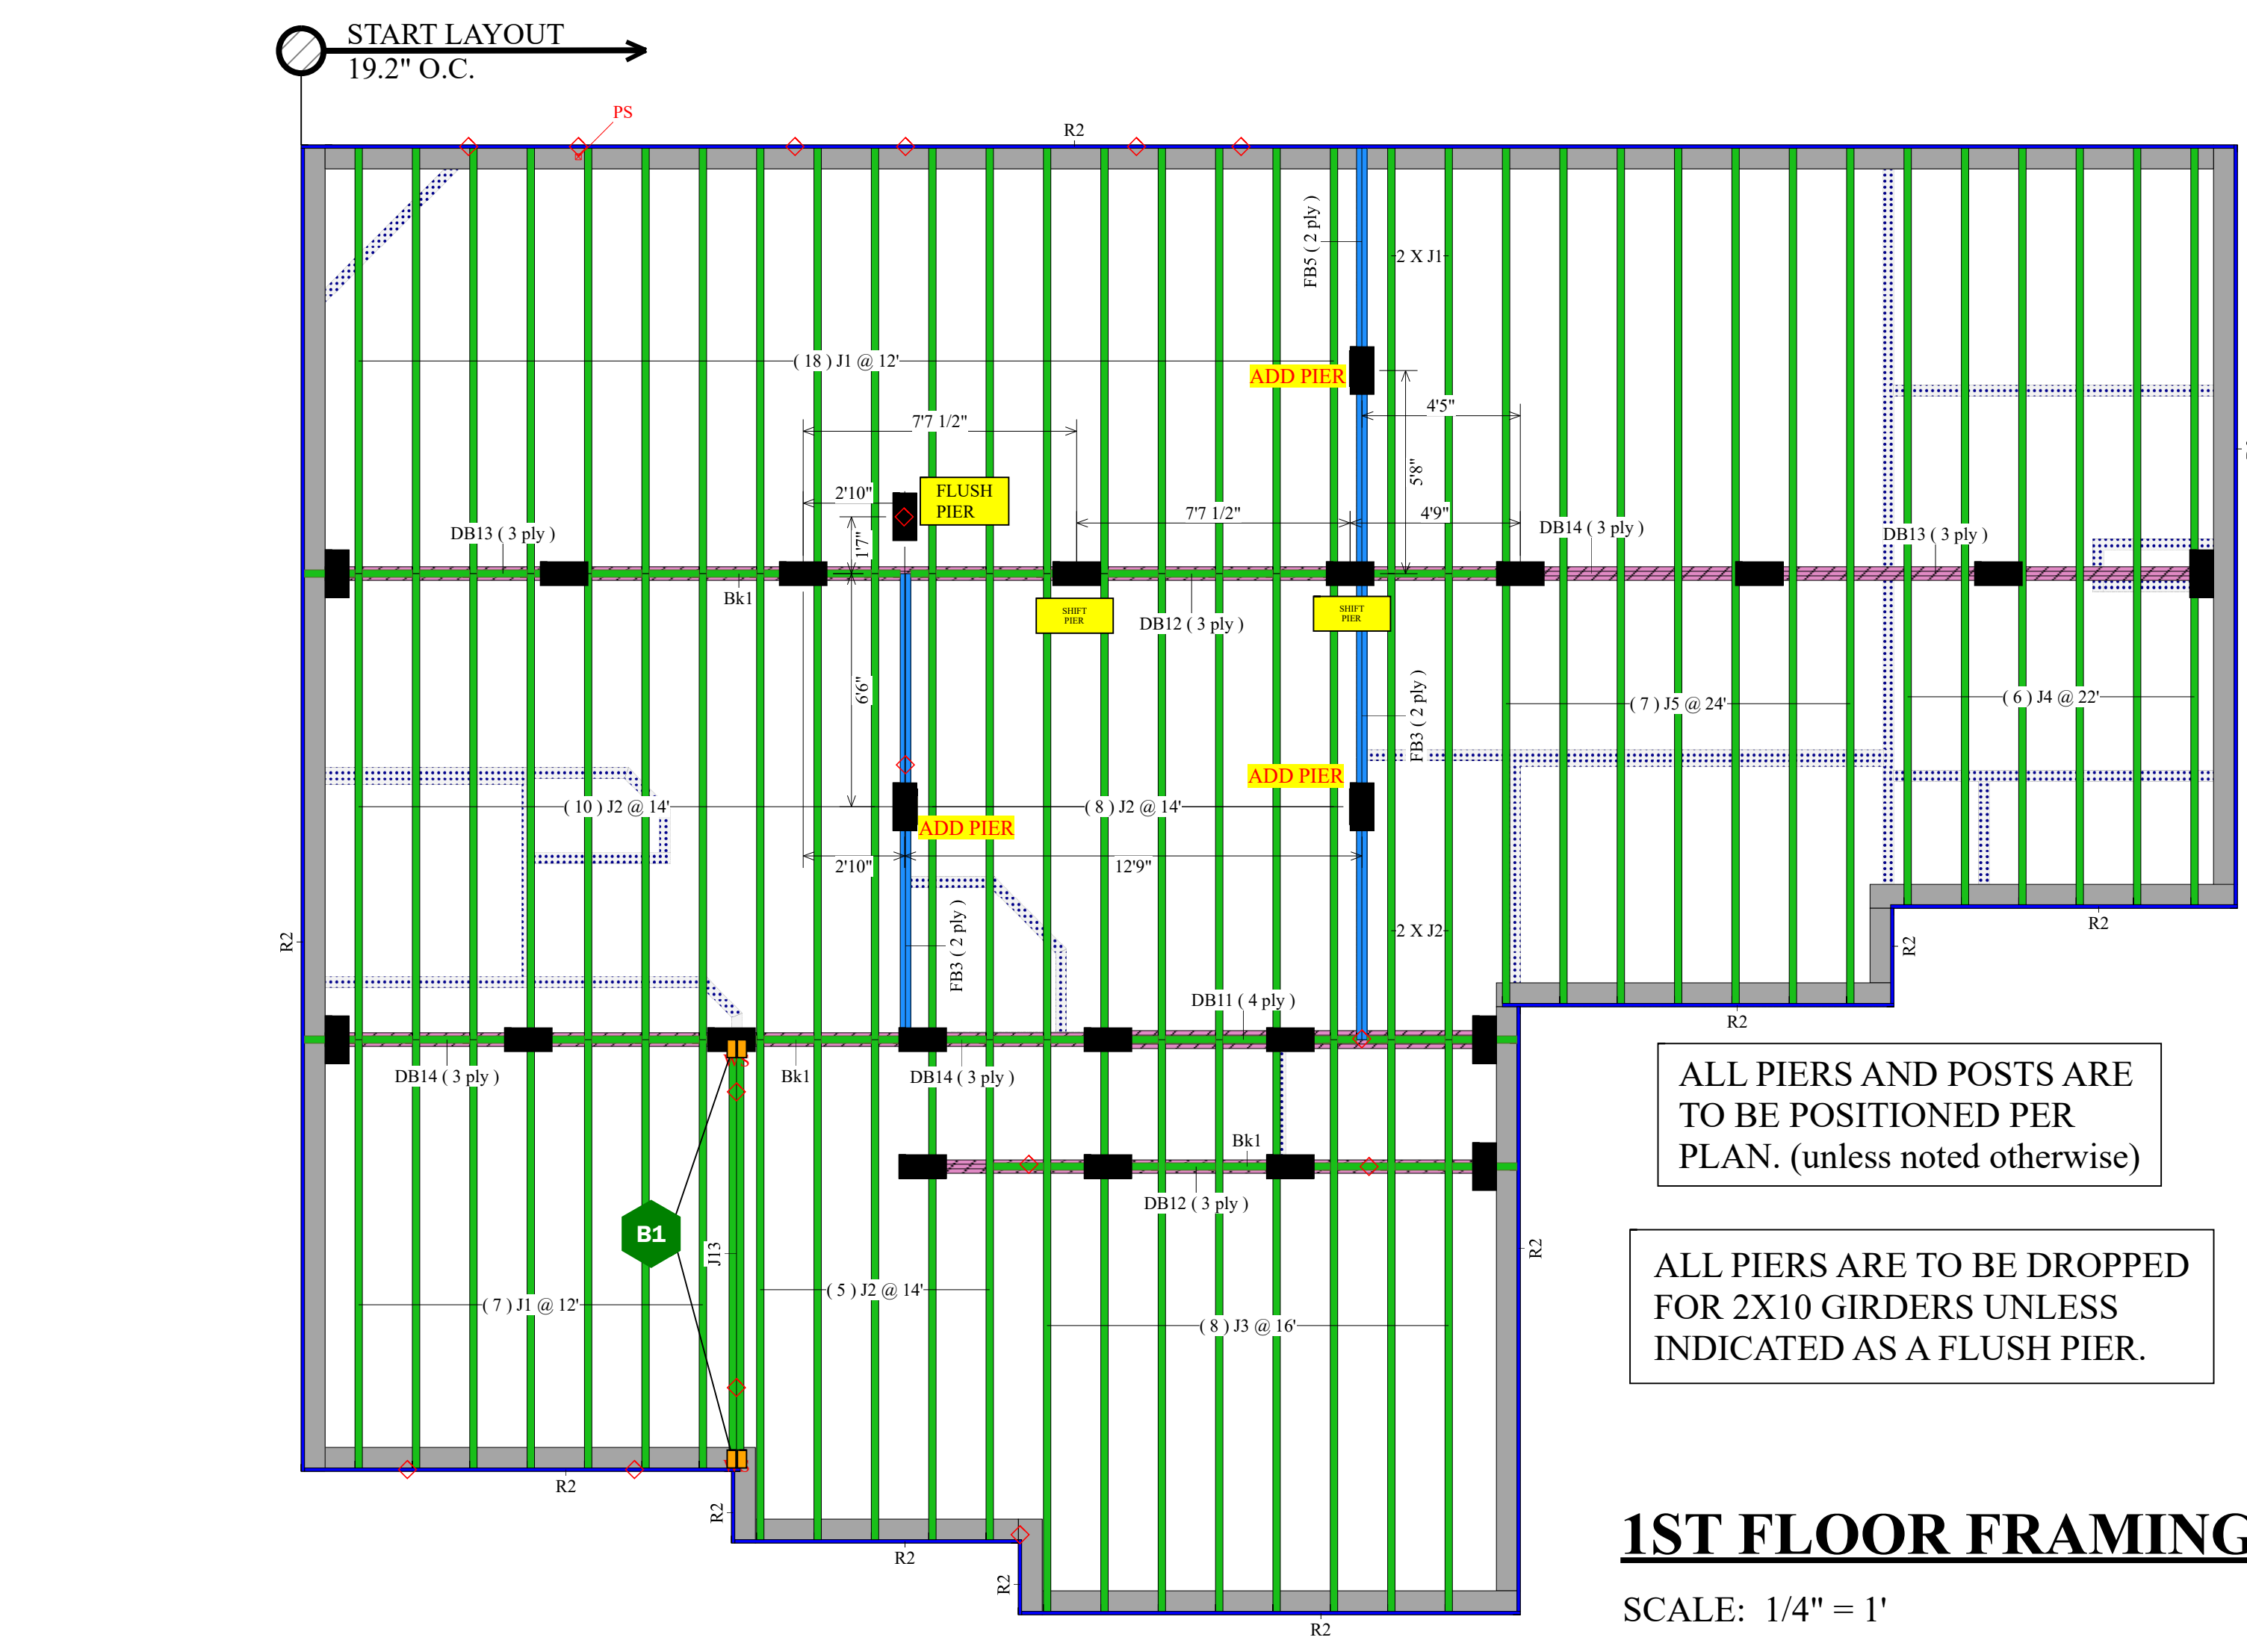 START LAYOUT
19.2" O.C.
PS
R2
FB5 ( 2 ply )
2 X J1
( 18 ) J1 @ 12'
ADD PIER
4'5"
7'7 1/2"
5'8"
2'10"
FLUSH
PIER
7'7 1/2"
4'9"
DB13 ( 3 ply )
1'7"
DB14 ( 3 ply )
DB13 ( 3 ply )
Bk1
SHIFT
PIER
DB12 ( 3 ply )
SHIFT
PIER
6'6"
FB3 ( 2 ply )
( 7 ) J5 @ 24'
( 6 ) J4 @ 22'
ADD PIER
( 10 ) J2 @ 14'
( 8 ) J2 @ 14'
ADD PIER
2'10"
12'9"
R2
FB3 ( 2 ply )
2 X J2
R2
R2
DB11 ( 4 ply )
R2
DB14 ( 3 ply )
Bk1
DB14 ( 3 ply )
ALL PIERS AND POSTS ARE
TO BE POSITIONED PER
PLAN. (unless noted otherwise)
Bk1
DB12 ( 3 ply )
B1
J13
R2
( 7 ) J1 @ 12'
( 5 ) J2 @ 14'
( 8 ) J3 @ 16'
ALL PIERS ARE TO BE DROPPED
FOR 2X10 GIRDERS UNLESS
INDICATED AS A FLUSH PIER.
R2
R2
R2
R2
R2
1ST FLOOR FRAMING
SCALE: 1/4" = 1'